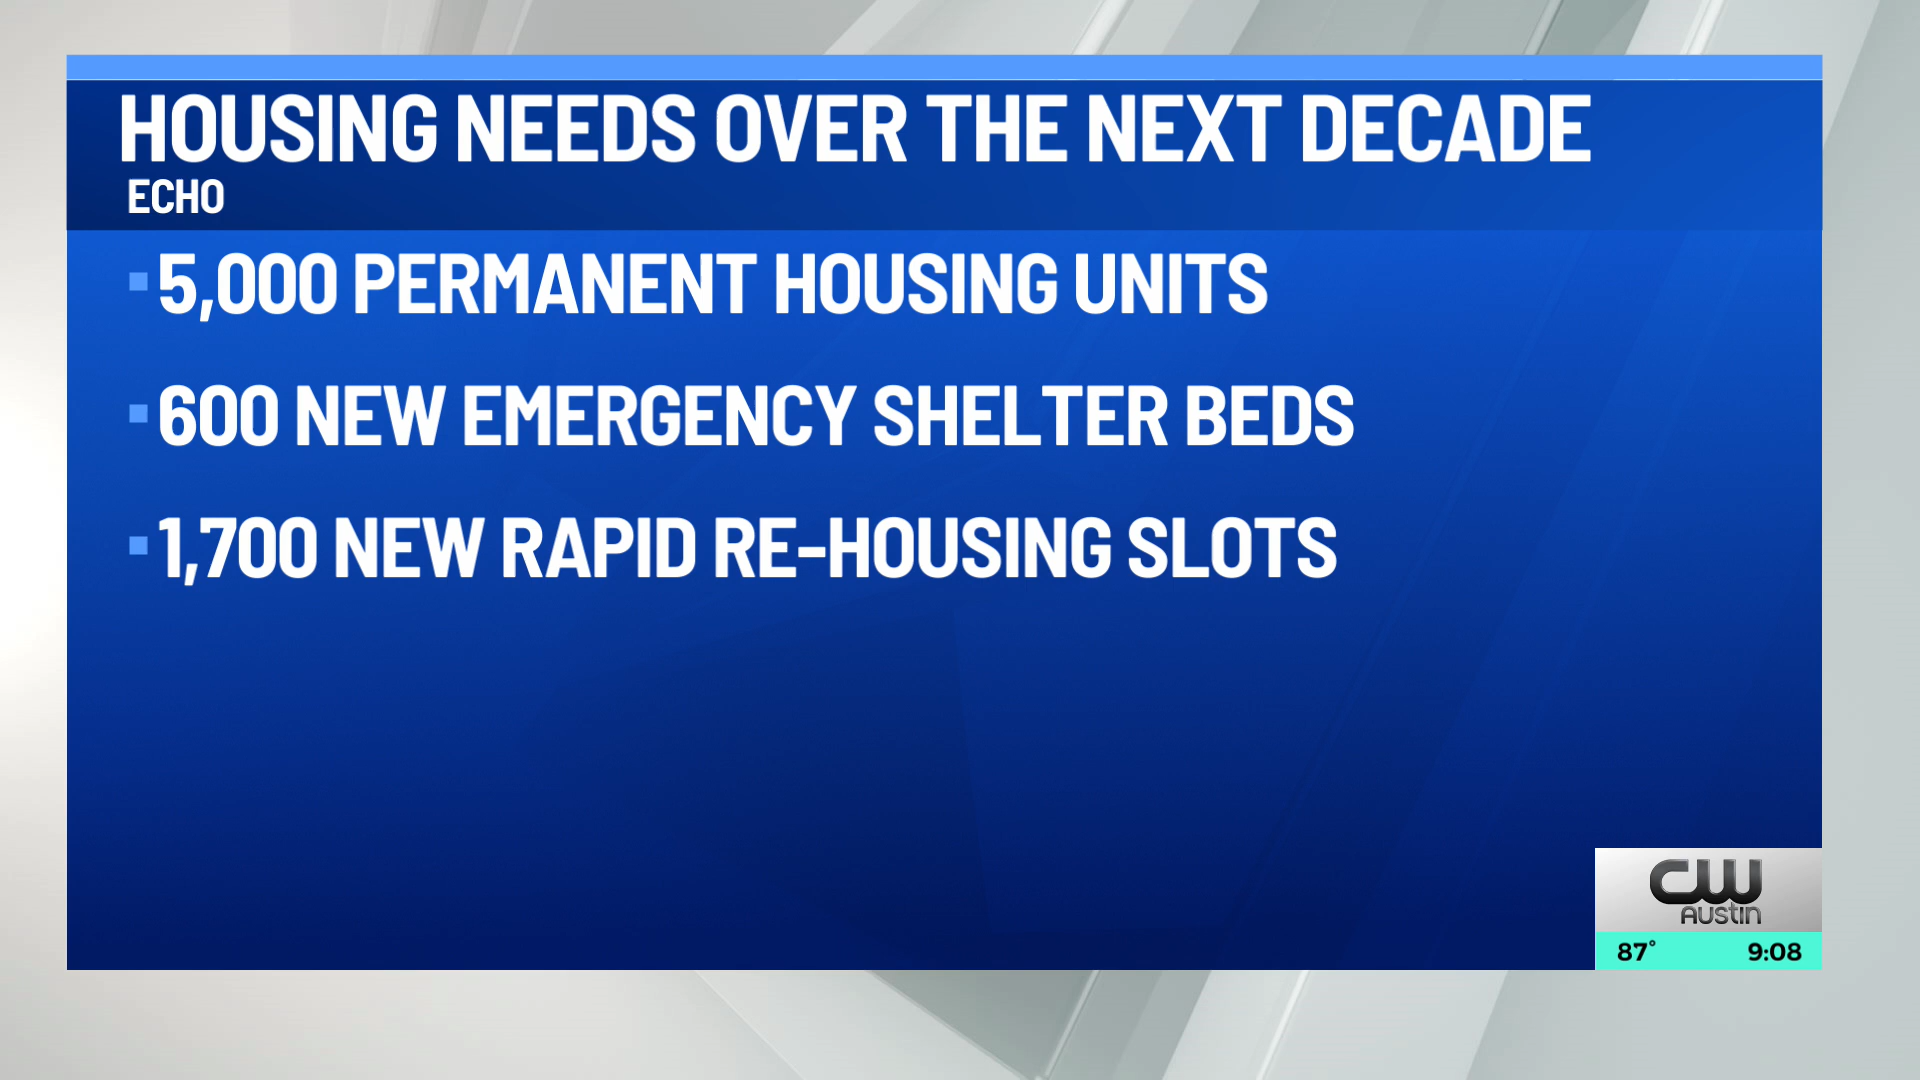 HOUSING NEEDS OVER THE NEXT DECADE
ECHO
5,000 PERMANENT HOUSING UNITS
600 NEW EMERGENCY SHELTER BEDS
1,700 NEW RAPID RE-HOUSING SLOTS
CW
AUSTIN
87° 9:08